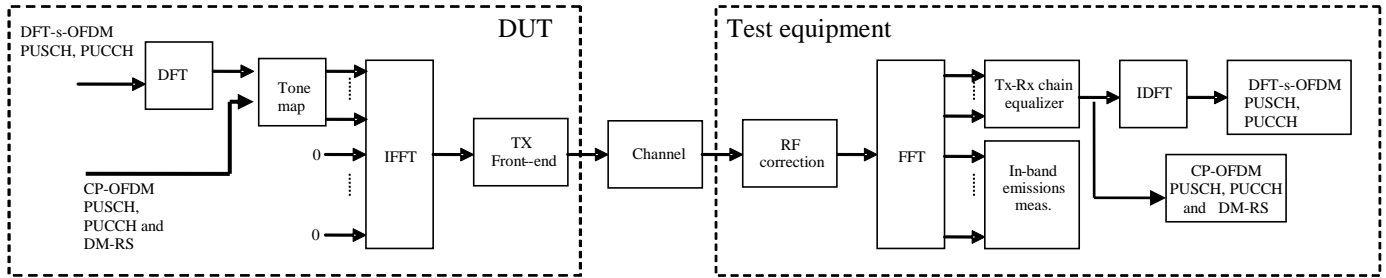 DUT
Test equipment
DFT-s-OFDM
PUSCH, PUCCH
DFT
Tone
map
0
0
CP-OFDM
PUSCH,
PUCCH and
DM-RS
IFFT
TX
Front-end
Channel
RF
correction
FFT
Tx-Rx chain
equalizer
In-band
emissions
meas.
IDFT
DFT-s-OFDM
PUSCH,
PUCCH
CP-OFDM
PUSCH, PUCCH
and DM-RS